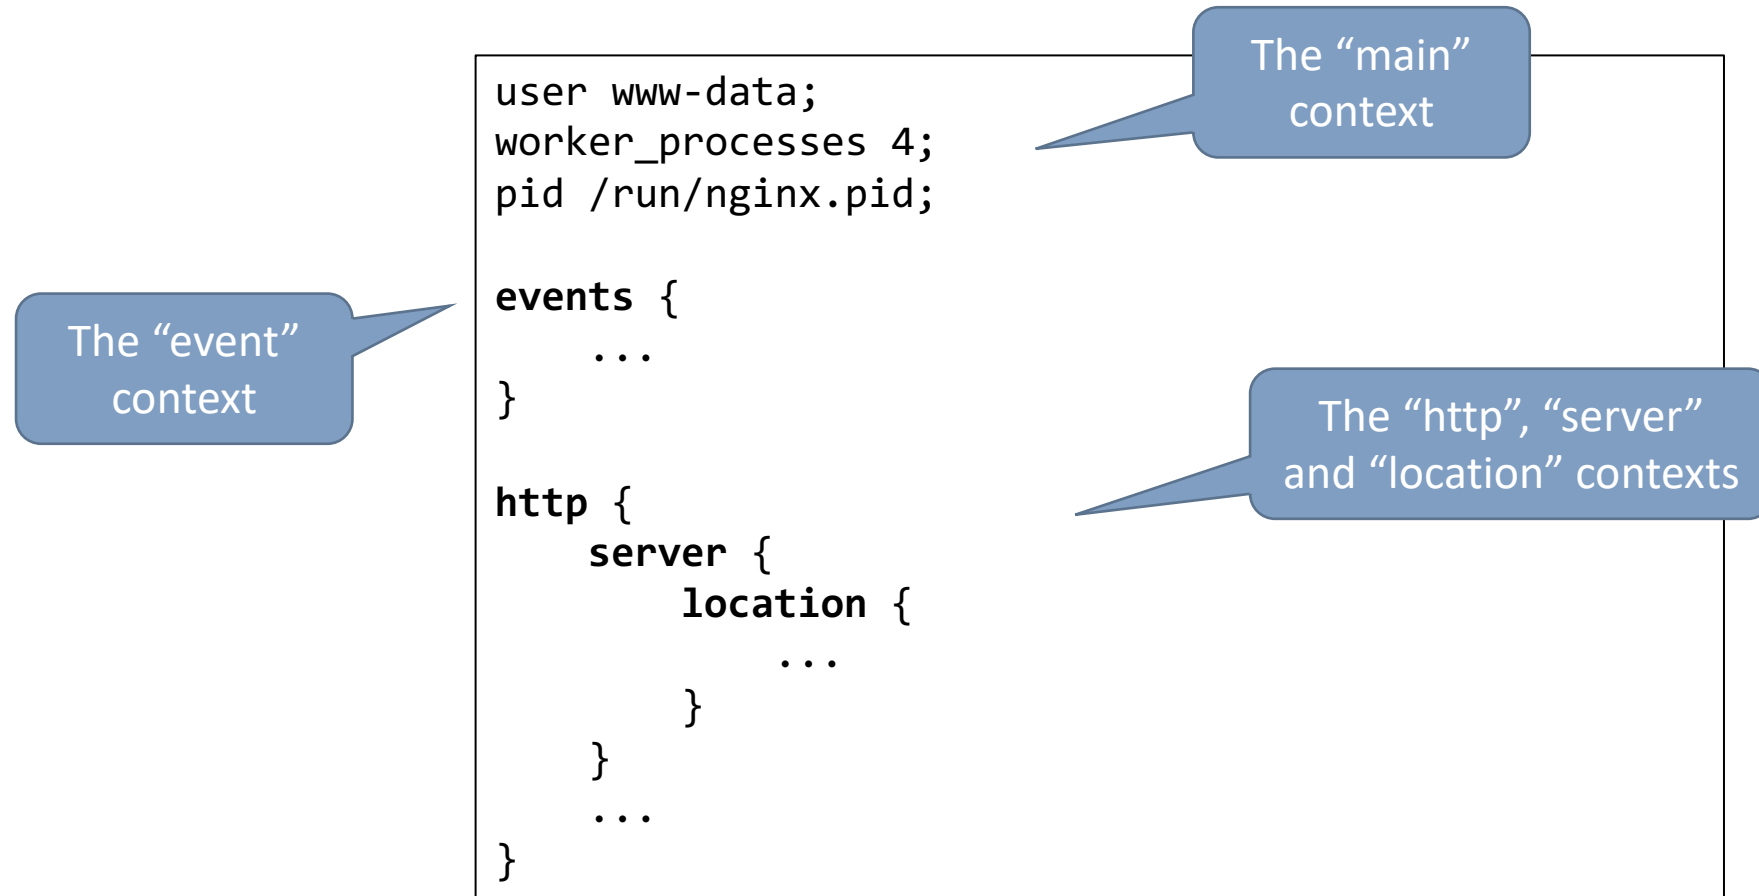 The “main”
context
user www-data;
worker_processes 4;
pid /run/nginx.pid;
The “event”
context
events {
...
}
The “http”, “server”
and “location” contexts
http {
server {
location {
...
}
}
...
}